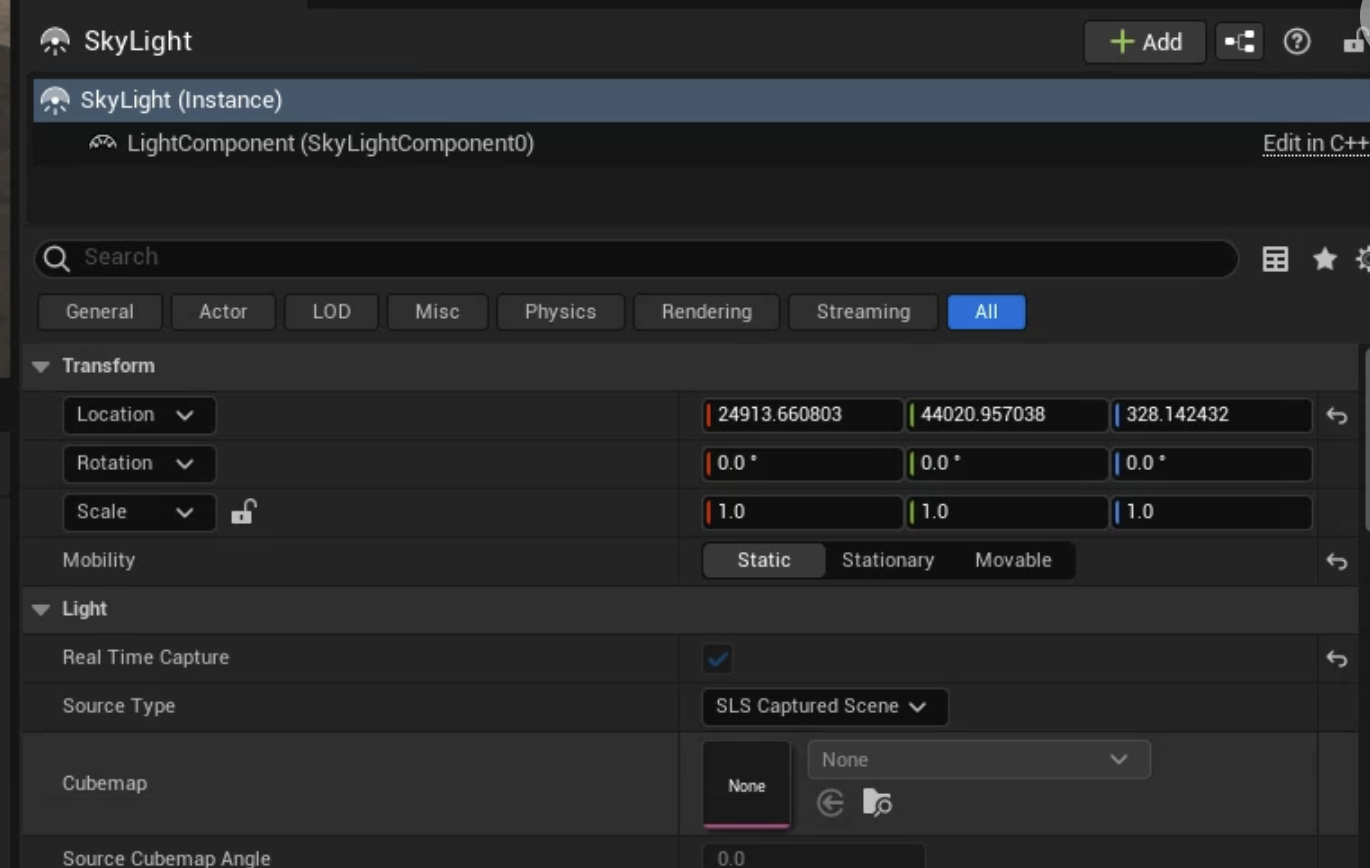 SkyLight
Add
SkyLight (Instance)
LightComponent (SkyLightComponent0)
Edit in C++
Search
General Actor LOD Misc Physics Rendering Streaming All
Transform
Location 24913.660803 44020.957038 328.142432
Rotation 0.0 ° 0.0 ° 0.0 °
Scale 1.0 1.0 1.0
Mobility Static Stationary Movable
Light
Real Time Capture
Source Type SLS Captured Scene
None
Cubemap None
Source Cubemap Angle 0.0